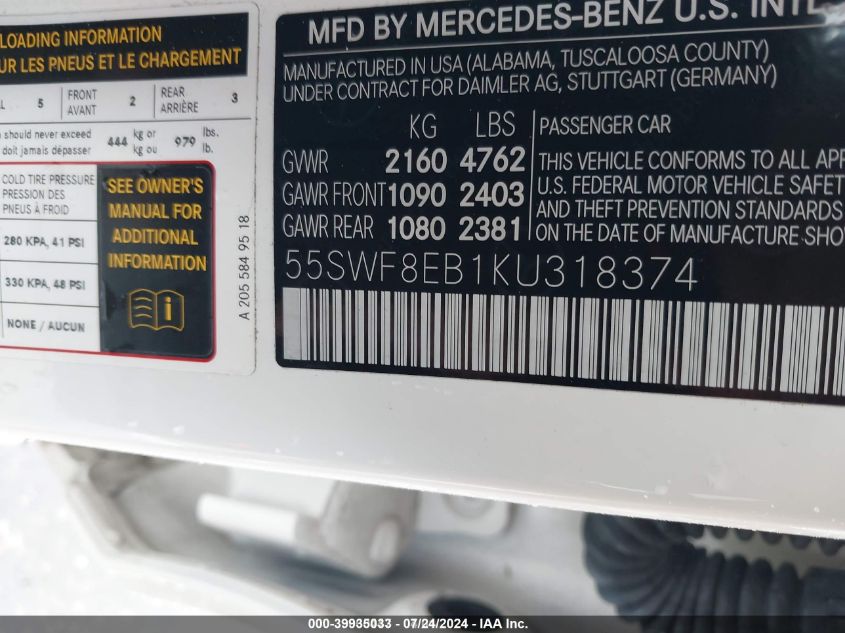 LOADING INFORMATION
UR LES PNEUS ET LE CHARGEMENT
L 5 FRONT AVANT 2 REAR ARRIÈRE 3
should never exceed 444 kg or 979 lbs.
doit jamais dépasser kg ou lb.
COLD TIRE PRESSURE
PRESSION DES
PNEUS À FROID
280 KPA, 41 PSI
330 KPA, 48 PSI
NONE / AUCUN
SEE OWNER'S
MANUAL FOR
ADDITIONAL
INFORMATION
A 205 584 95 18
MFD BY MERCEDES-BENZ U.S. INT
MANUFACTURED IN USA (ALABAMA, TUSCALOOSA COUNTY)
UNDER CONTRACT FOR DAIMLER AG, STUTTGART (GERMANY)
KG LBS
GVWR 2160 4762
GAWR FRONT 1090 2403
GAWR REAR 1080 2381
PASSENGER CAR
THIS VEHICLE CONFORMS TO ALL APP
U.S. FEDERAL MOTOR VEHICLE SAFET
AND THEFT PREVENTION STANDARDS
ON THE DATE OF MANUFACTURE SHO
55SWF8EB1KU318374
000-39935033 - 07/24/2024 - IAA Inc.